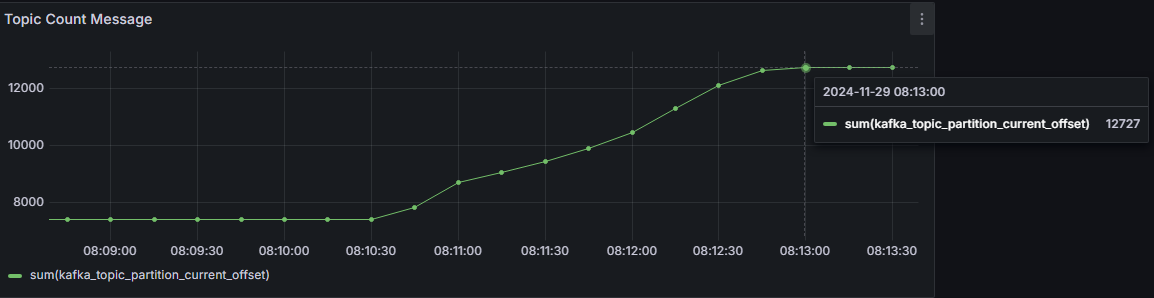 Topic Count Message
12000
10000
8000
2024-11-29 08:13:00
sum(kafka_topic_partition_current_offset) 12727
08:09:00 08:09:30 08:10:00 08:10:30 08:11:00 08:11:30 08:12:00 08:12:30 08:13:00 08:13:30
sum(kafka_topic_partition_current_offset)